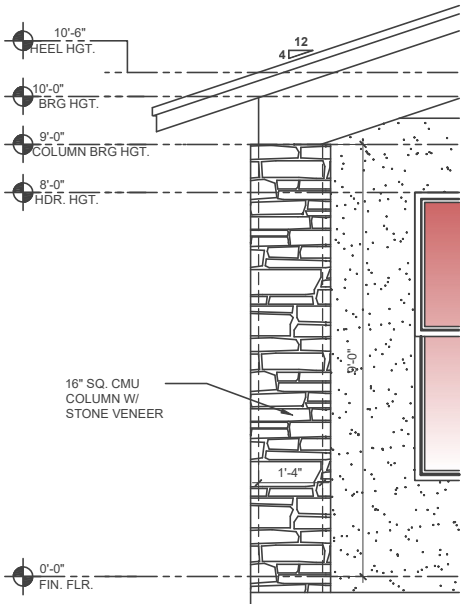 12
4
10'-6"
HEEL HGT.
10'-0"
BRG HGT.
9'-0"
COLUMN BRG HGT.
8'-0"
HDR. HGT.
9'-0"
16" SQ. CMU
COLUMN W/
STONE VENEER
1'-4"
0'-0"
FIN. FLR.